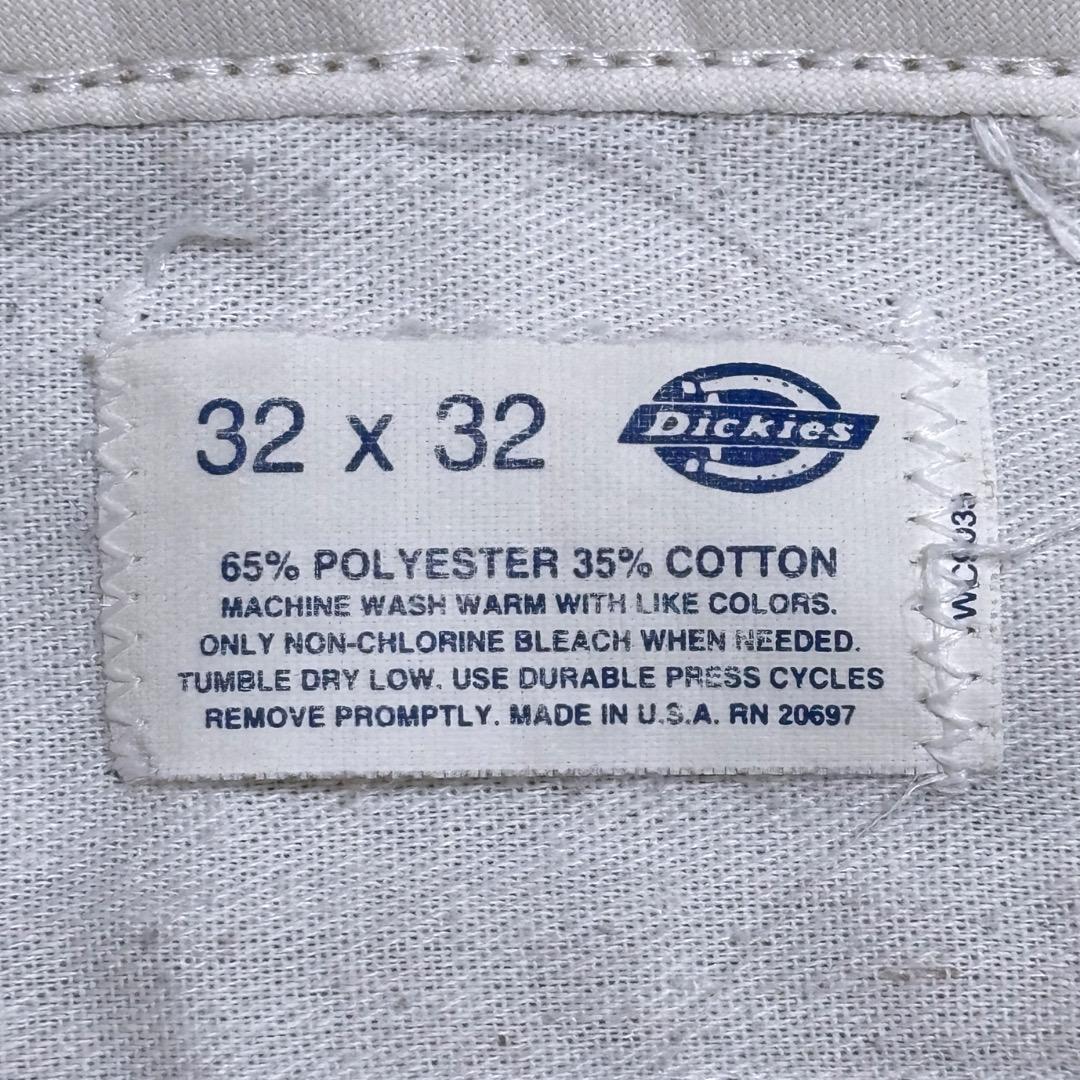 32 x 32
Dickies
65% POLYESTER 35% COTTON
MACHINE WASH WARM WITH LIKE COLORS.
ONLY NON-CHLORINE BLEACH WHEN NEEDED.
TUMBLE DRY LOW. USE DURABLE PRESS CYCLES
REMOVE PROMPTLY. MADE IN U.S.A. RN 20697